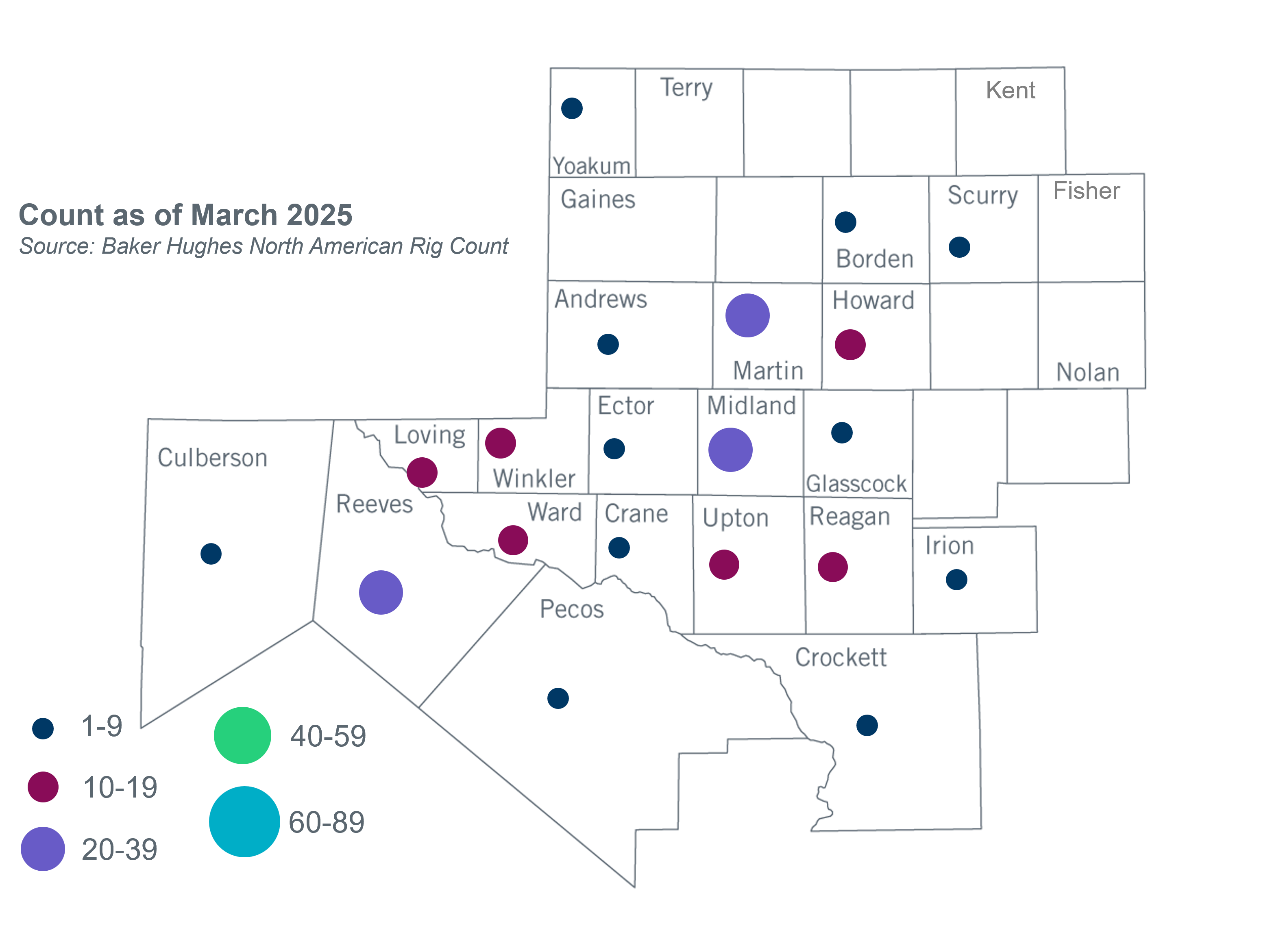 Terry
Kent
Yoakum
Count as of March 2025
Source: Baker Hughes North American Rig Count
Gaines
Scurry
Fisher
Borden
Andrews
Howard
Martin
Nolan
Ector
Midland
Loving
Culberson
Winkler
Glasscock
Reeves
Ward
Crane
Upton
Reagan
Irion
Pecos
Crockett
1-9
40-59
10-19
60-89
20-39